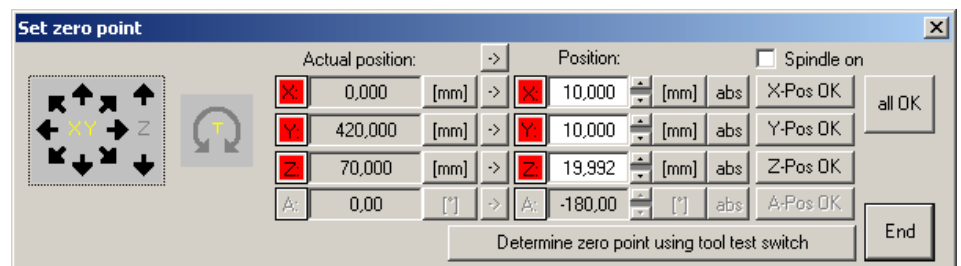 Set zero point
Actual position: -> Position: Spindle on
X: 0,000 [mm] -> X: 10,000 [mm] abs X-Pos OK all OK
XY Z T
Y: 420,000 [mm] -> Y: 10,000 [mm] abs Y-Pos OK
Z: 70,000 [mm] -> Z: 19,992 [mm] abs Z-Pos OK
A: 0,00 [°] -> A: -180,00 [°] abs A-Pos OK
Determine zero point using tool test switch End